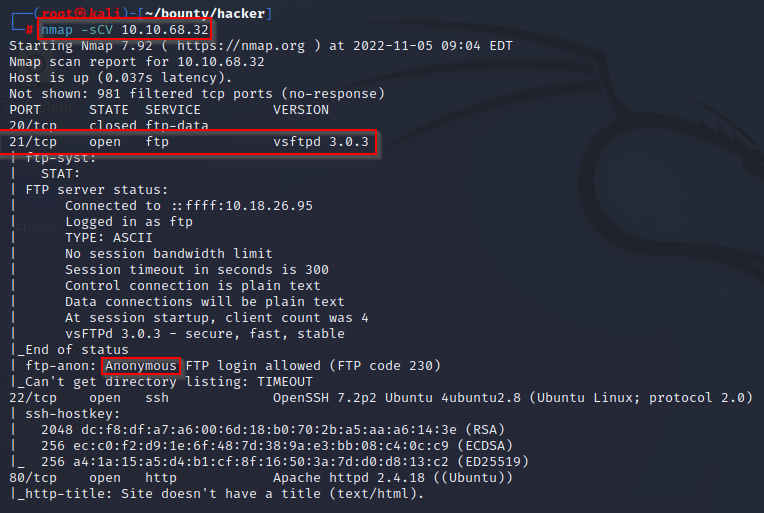 ┌──(root㉿kali)-[~/bounty/hacker]
└─# nmap -sCV 10.10.68.32
Starting Nmap 7.92 ( https://nmap.org ) at 2022-11-05 09:04 EDT
Nmap scan report for 10.10.68.32
Host is up (0.037s latency).
Not shown: 981 filtered tcp ports (no-response)
PORT      STATE  SERVICE         VERSION
20/tcp    closed ftp-data
21/tcp    open   ftp             vsftpd 3.0.3
| ftp-syst:
|   STAT:
| FTP server status:
|      Connected to ::ffff:10.18.26.95
|      Logged in as ftp
|      TYPE: ASCII
|      No session bandwidth limit
|      Session timeout in seconds is 300
|      Control connection is plain text
|      Data connections will be plain text
|      At session startup, client count was 4
|      vsFTPd 3.0.3 - secure, fast, stable
|_End of status
| ftp-anon: Anonymous FTP login allowed (FTP code 230)
|_Can't get directory listing: TIMEOUT
22/tcp    open   ssh             OpenSSH 7.2p2 Ubuntu 4ubuntu2.8 (Ubuntu Linux; protocol 2.0)
| ssh-hostkey:
|   2048 dc:f8:df:a7:a6:00:6d:18:b0:70:2b:a5:aa:a6:14:3e (RSA)
|   256 ec:c0:f2:d9:1e:6f:48:7d:38:9a:e3:bb:08:c4:0c:c9 (ECDSA)
|_  256 a4:1a:15:a5:d4:b1:cf:8f:16:50:3a:7d:d0:d8:13:c2 (ED25519)
80/tcp    open   http            Apache httpd 2.4.18 ((Ubuntu))
|_http-title: Site doesn't have a title (text/html).